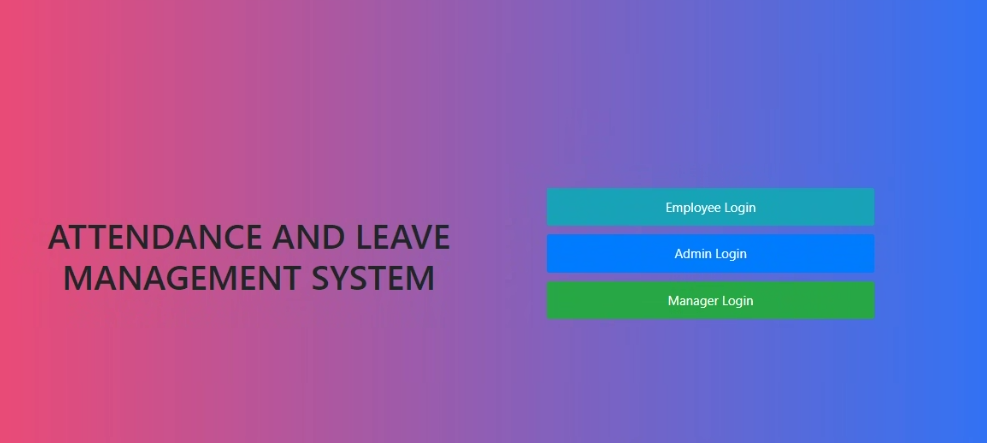 ATTENDANCE AND LEAVE
MANAGEMENT SYSTEM
Employee Login
Admin Login
Manager Login